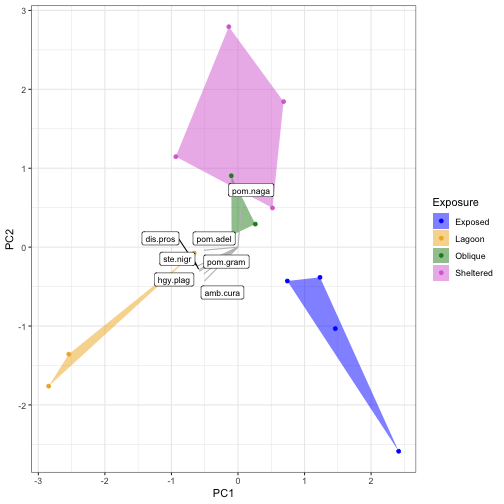 3
2
1
0
-1
-2
PC2
-3
-2
-1
0
1
2
PC1
pom.naga
dis.pros
pom.adel
ste.nigr
pom.gram
hgy.plag
amb.cura
Exposure
Exposed
Lagoon
Oblique
Sheltered